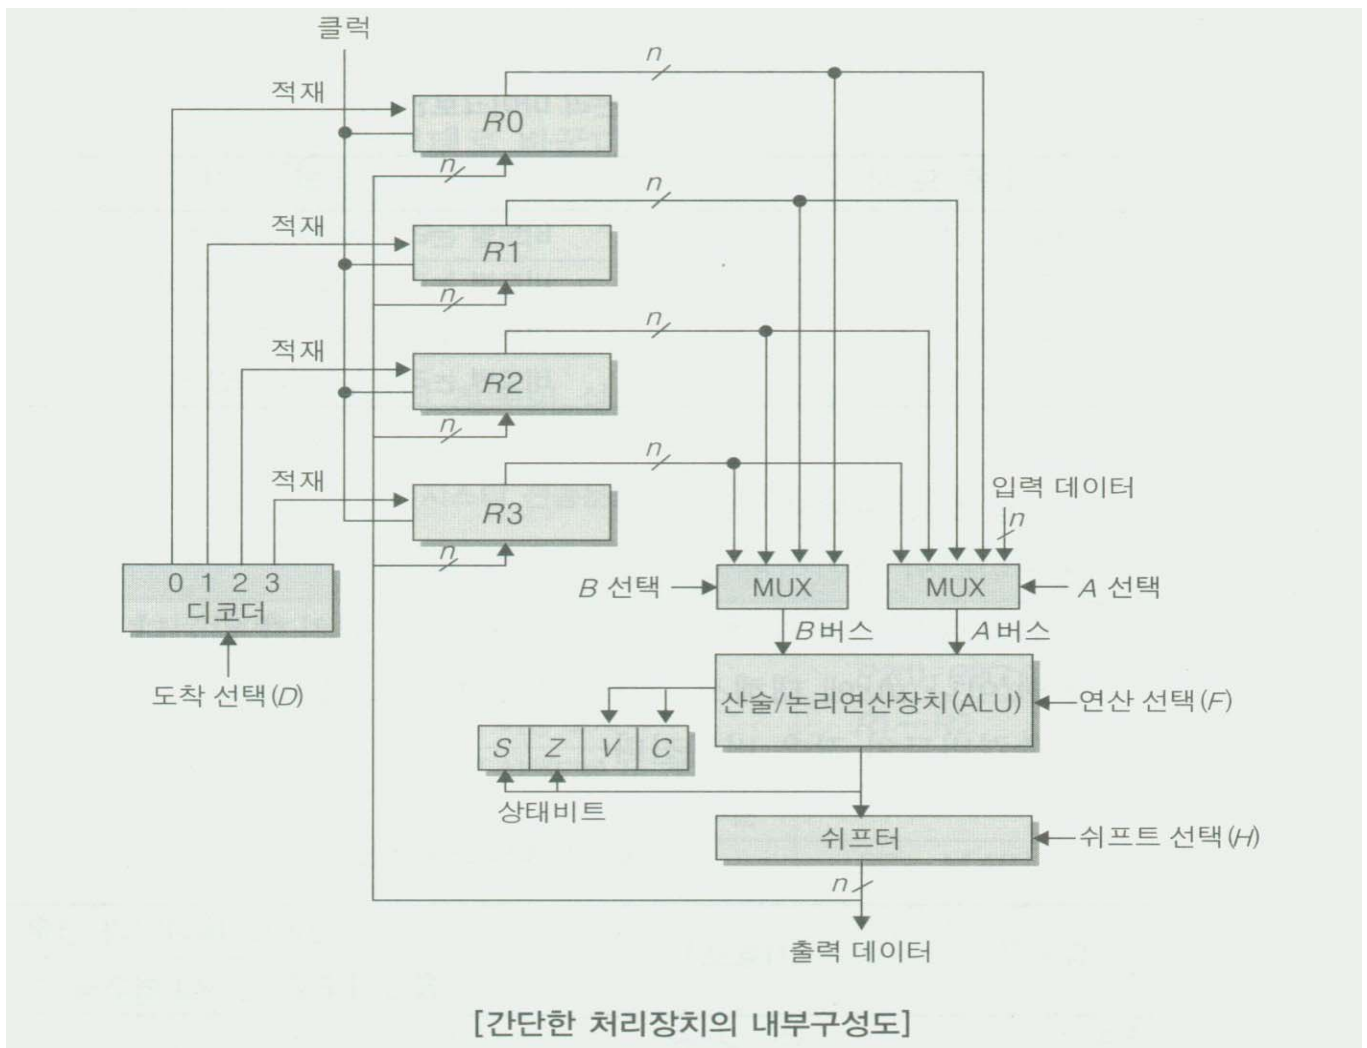 클럭
n
적재
R0
n
n
적재
R1
n
n
적재
R2
n
n
적재
R3
n
입력 데이터
n
0 1 2 3
디코더
도착 선택(D)
B 선택
MUX
MUX
A 선택
B 버스
A 버스
산술/논리연산장치(ALU)
연산 선택(F)
S Z V C
상태비트
쉬프터
쉬프트 선택(H)
n
출력 데이터
[간단한 처리장치의 내부구성도]